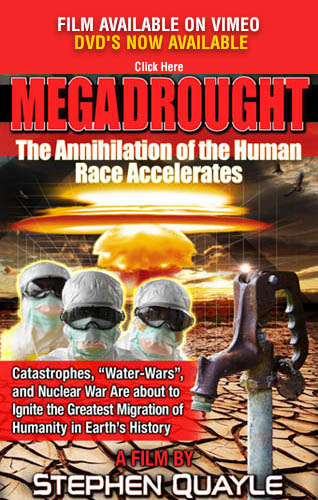 FILM AVAILABLE ON VIMEO
DVD'S NOW AVAILABLE
Click Here
MEGADROUGHT
The Annihilation of the Human
Race Accelerates
Catastrophes, “Water-Wars”,
and Nuclear War Are about to
Ignite the Greatest Migration of
Humanity in Earth's History
A FILM BY
STEPHEN QUAYLE